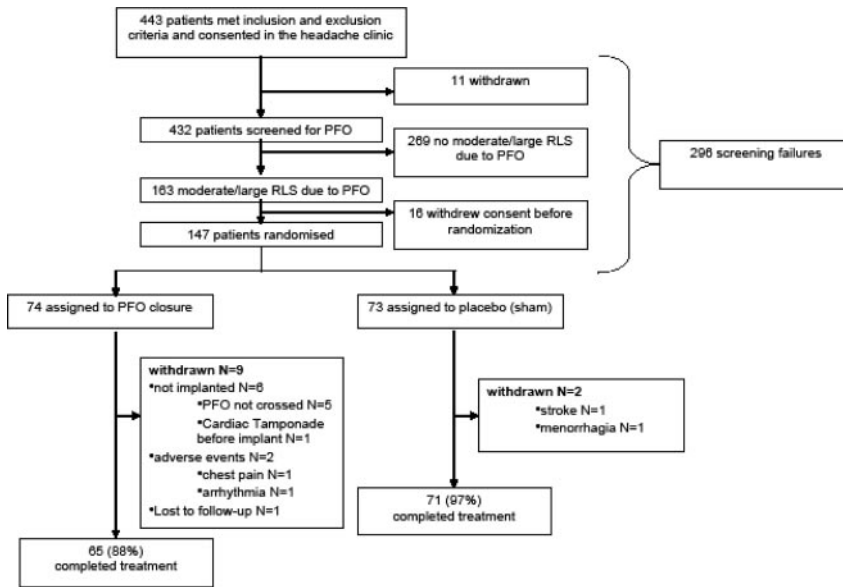 443 patients met inclusion and exclusion
criteria and consented in the headache clinic
11 withdrawn
432 patients screened for PFO
269 no moderate/large RLS
due to PFO
296 screening failures
163 moderate/large RLS due to PFO
16 withdrew consent before
randomization
147 patients randomised
74 assigned to PFO closure
73 assigned to placebo (sham)
withdrawn N=9
•not implanted N=6
•PFO not crossed N=5
•Cardiac Tamponade
before implant N=1
•adverse events N=2
•chest pain N=1
•arrhythmia N=1
•Lost to follow-up N=1
withdrawn N=2
•stroke N=1
•menorrhagia N=1
71 (97%)
completed treatment
65 (88%)
completed treatment